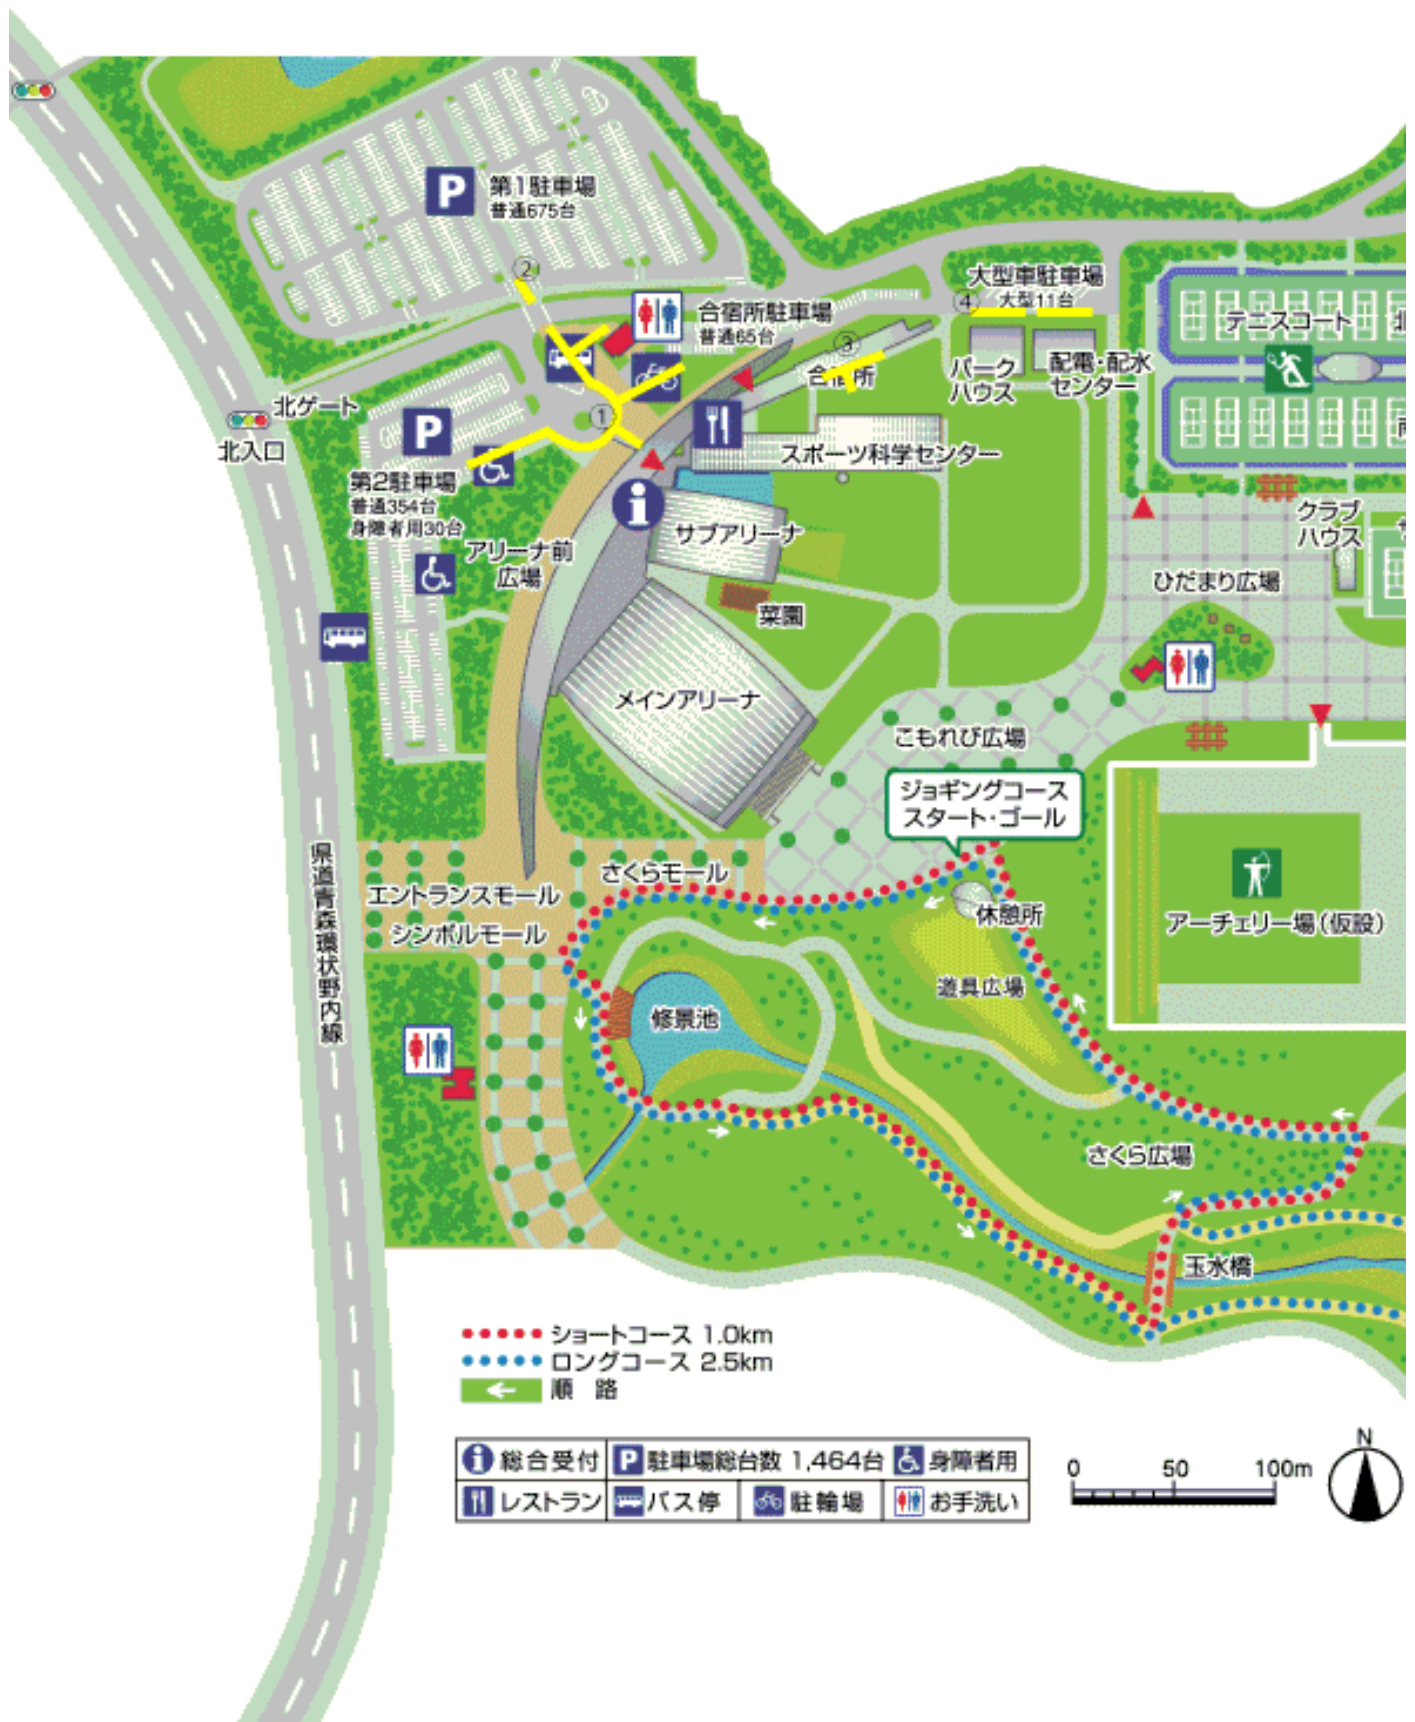 第1駐車場
普通675台
②
大型車駐車場
大型11台
④
合宿所駐車場
普通65台
テニスコート
北
③
合宿所
パーク
ハウス
配電・配水
センター
北ゲート
北入口
①
第2駐車場
普通354台
身障者用30台
スポーツ科学センター
クラブ
ハウス
サブアリーナ
アリーナ前
広場
ひだまり広場
菜園
メインアリーナ
こもれび広場
ジョギングコース
スタート・ゴール
さくらモール
エントランスモール
シンボルモール
休憩所
アーチェリー場(仮設)
県道青森環状野内線
遊具広場
修景池
さくら広場
玉水橋
ショートコース 1.0km
ロングコース 2.5km
順 路
総合受付
P 駐車場総台数 1,464台
身障者用
レストラン
バス停
駐輪場
お手洗い
0 50 100m
N
P
P
i